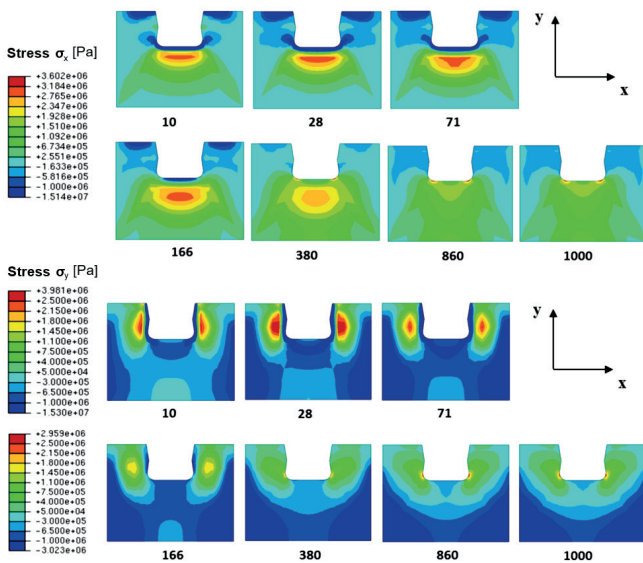 Stress σx [Pa]
+3.602e+06
+3.184e+06
+2.765e+06
+2.347e+06
+1.928e+06
+1.510e+06
+1.092e+06
+6.734e+05
+2.551e+05
-1.633e+05
-5.816e+05
-1.000e+06
-1.514e+07
10
28
71
y
x
166
380
860
1000
Stress σy [Pa]
+3.981e+06
+2.500e+06
+2.150e+06
+1.800e+06
+1.450e+06
+1.100e+06
+7.500e+05
+4.000e+05
+5.000e+04
-3.000e+05
-6.500e+05
-1.000e+06
-1.530e+07
10
28
71
y
x
+2.959e+06
+2.500e+06
+2.150e+06
+1.800e+06
+1.450e+06
+1.100e+06
+7.500e+05
+4.000e+05
+5.000e+04
-3.000e+05
-6.500e+05
-1.000e+06
-3.023e+06
166
380
860
1000